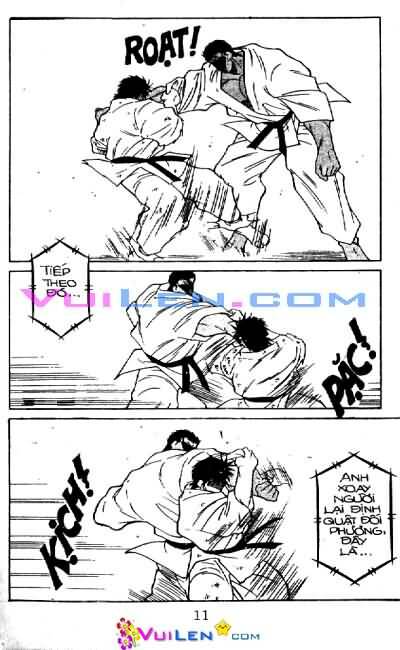 ROẠT!
TIẾP
THEO
ĐÓ...
VUILEN.COM
PẶC!
KỊCH!
ANH
XOAY
NGƯỜI
LẠI ĐỊNH
QUẬT ĐỐI
PHƯƠNG,
ĐÂY
LÀ...
11
VUILEN.COM